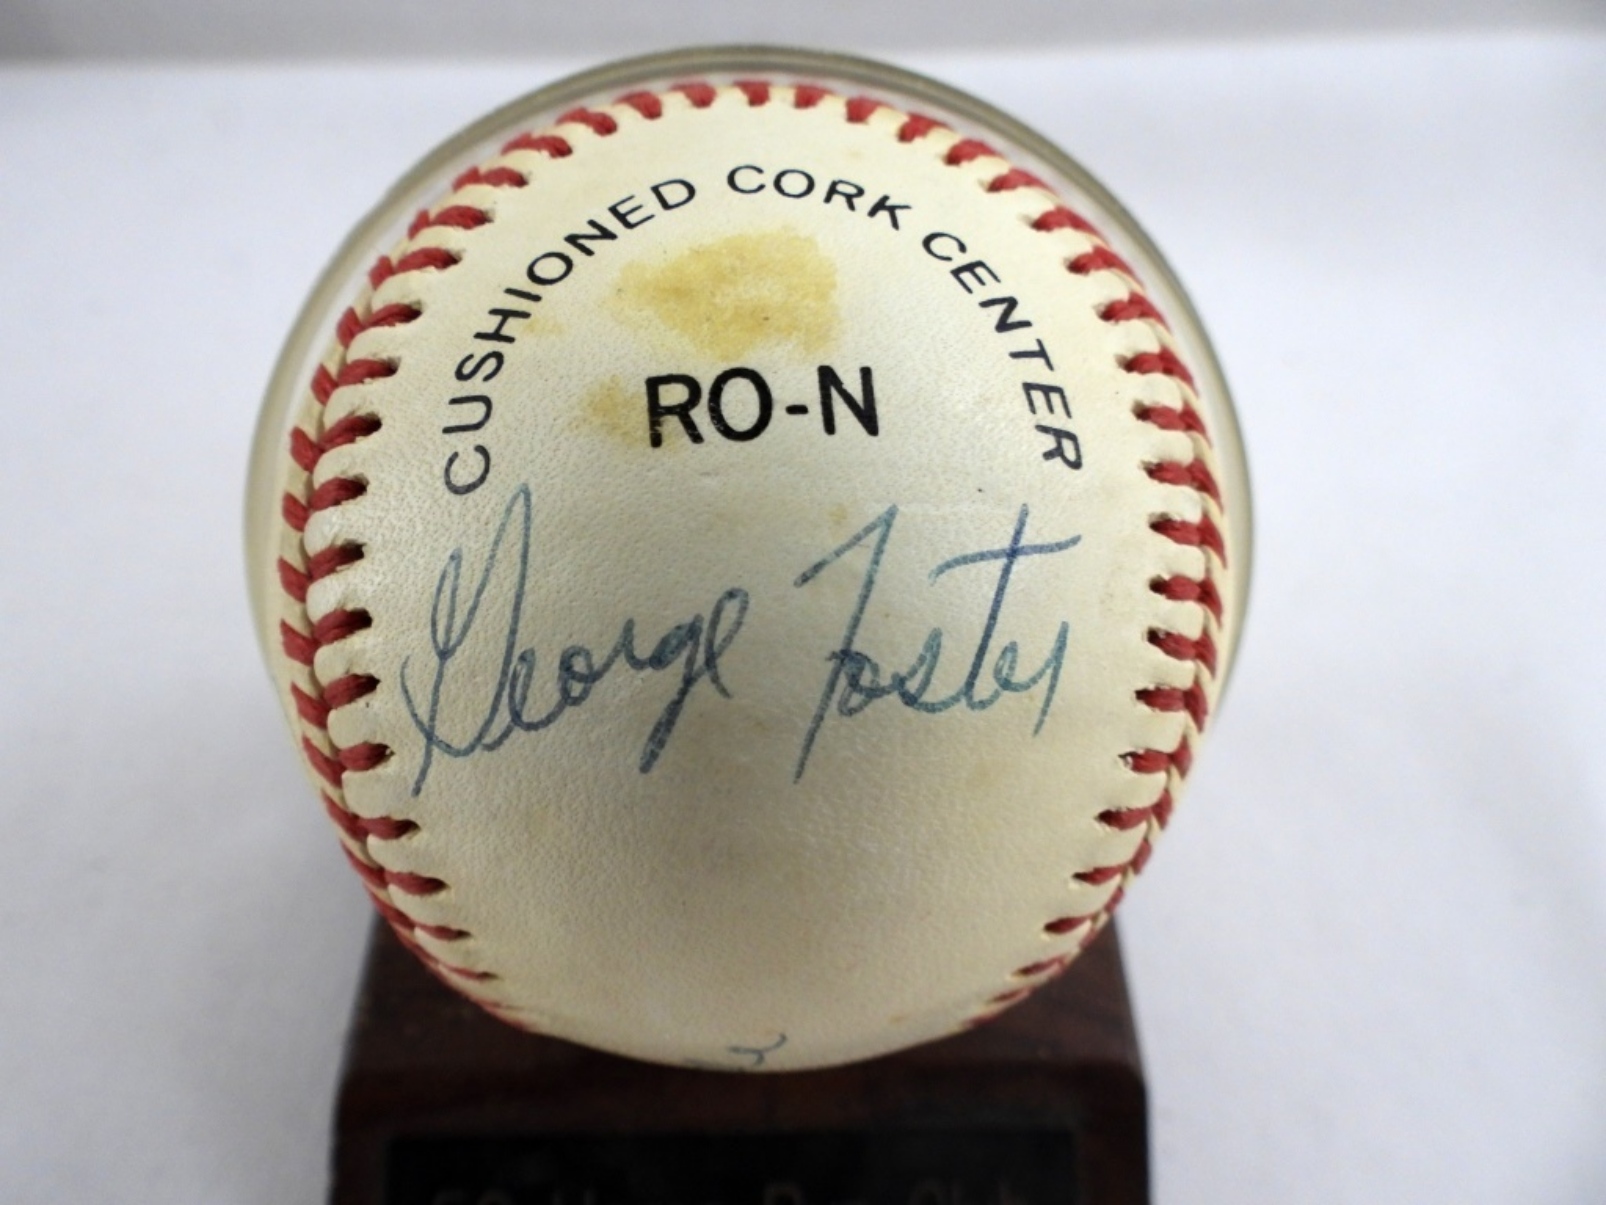 CUSHIONED CORK CENTER
RO-N
George Foster